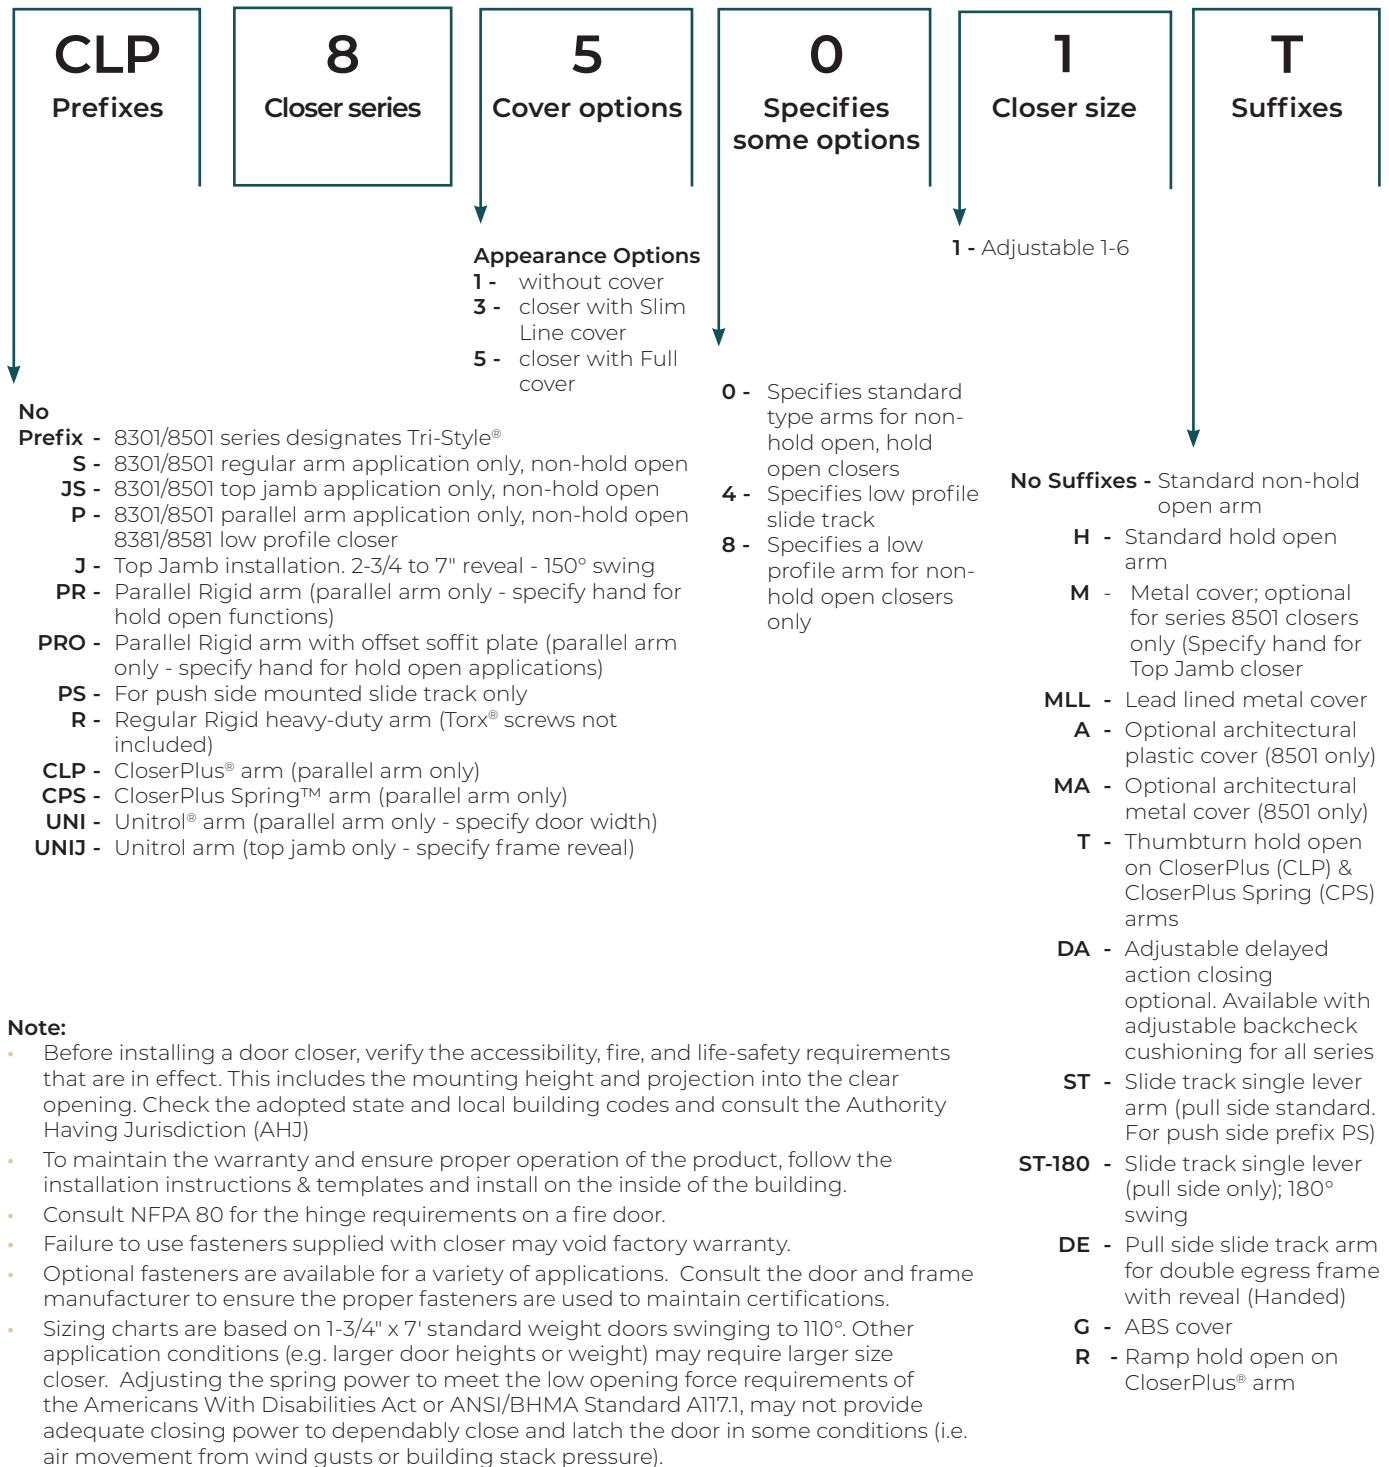 CLP
Prefixes
8
Closer series
5
Cover options
0
Specifies
some options
1
Closer size
T
Suffixes
Appearance Options
1 - without cover
3 - closer with Slim
Line cover
5 - closer with Full
cover
1 - Adjustable 1-6
No
Prefix - 8301/8501 series designates Tri-Style®
S - 8301/8501 regular arm application only, non-hold open
JS - 8301/8501 top jamb application only, non-hold open
P - 8301/8501 parallel arm application only, non-hold open
8381/8581 low profile closer
J - Top Jamb installation. 2-3/4 to 7" reveal - 150° swing
PR - Parallel Rigid arm (parallel arm only - specify hand for
hold open functions)
PRO - Parallel Rigid arm with offset soffit plate (parallel arm
only - specify hand for hold open applications)
PS - For push side mounted slide track only
R - Regular Rigid heavy-duty arm (Torx® screws not
included)
CLP - CloserPlus® arm (parallel arm only)
CPS - CloserPlus Spring™ arm (parallel arm only)
UNI - Unitrol® arm (parallel arm only - specify door width)
UNIJ - Unitrol arm (top jamb only - specify frame reveal)
0 - Specifies standard
type arms for non-
hold open, hold
open closers
4 - Specifies low profile
slide track
8 - Specifies a low
profile arm for non-
hold open closers
only
No Suffixes - Standard non-hold
open arm
H - Standard hold open
arm
M - Metal cover; optional
for series 8501 closers
only (Specify hand for
Top Jamb closer
MLL - Lead lined metal cover
A - Optional architectural
plastic cover (8501 only)
MA - Optional architectural
metal cover (8501 only)
T - Thumbturn hold open
on CloserPlus (CLP) &
CloserPlus Spring (CPS)
arms
DA - Adjustable delayed
action closing
optional. Available with
adjustable backcheck
cushioning for all series
ST - Slide track single lever
arm (pull side standard.
For push side prefix PS)
ST-180 - Slide track single lever
(pull side only); 180°
swing
DE - Pull side slide track arm
for double egress frame
with reveal (Handed)
G - ABS cover
R - Ramp hold open on
CloserPlus® arm
Note:
• Before installing a door closer, verify the accessibility, fire, and life-safety requirements
that are in effect. This includes the mounting height and projection into the clear
opening. Check the adopted state and local building codes and consult the Authority
Having Jurisdiction (AHJ)
• To maintain the warranty and ensure proper operation of the product, follow the
installation instructions & templates and install on the inside of the building.
• Consult NFPA 80 for the hinge requirements on a fire door.
• Failure to use fasteners supplied with closer may void factory warranty.
• Optional fasteners are available for a variety of applications. Consult the door and frame
manufacturer to ensure the proper fasteners are used to maintain certifications.
• Sizing charts are based on 1-3/4" x 7' standard weight doors swinging to 110°. Other
application conditions (e.g. larger door heights or weight) may require larger size
closer. Adjusting the spring power to meet the low opening force requirements of
the Americans With Disabilities Act or ANSI/BHMA Standard A117.1, may not provide
adequate closing power to dependably close and latch the door in some conditions (i.e.
air movement from wind gusts or building stack pressure).